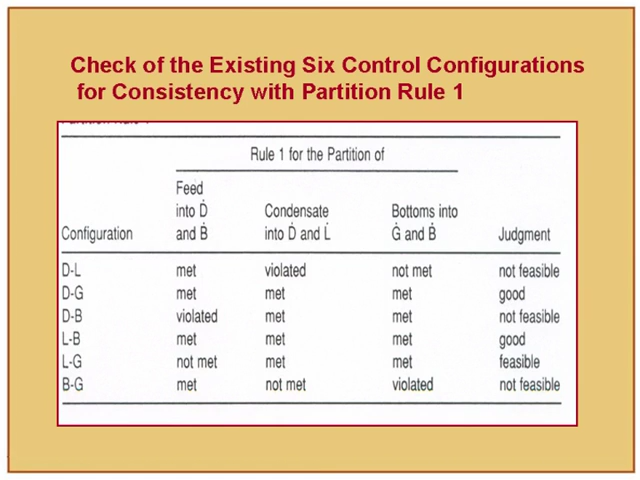 Check of the Existing Six Control Configurations
for Consistency with Partition Rule 1
Rule 1 for the Partition of
Feed
into Ḋ Condensate Bottoms into
Configuration and Ḃ into Ḋ and L̇ Ġ and Ḃ Judgment
D-L met violated not met not feasible
D-G met met met good
D-B violated met met not feasible
L-B met met met good
L-G not met met met feasible
B-G met not met violated not feasible